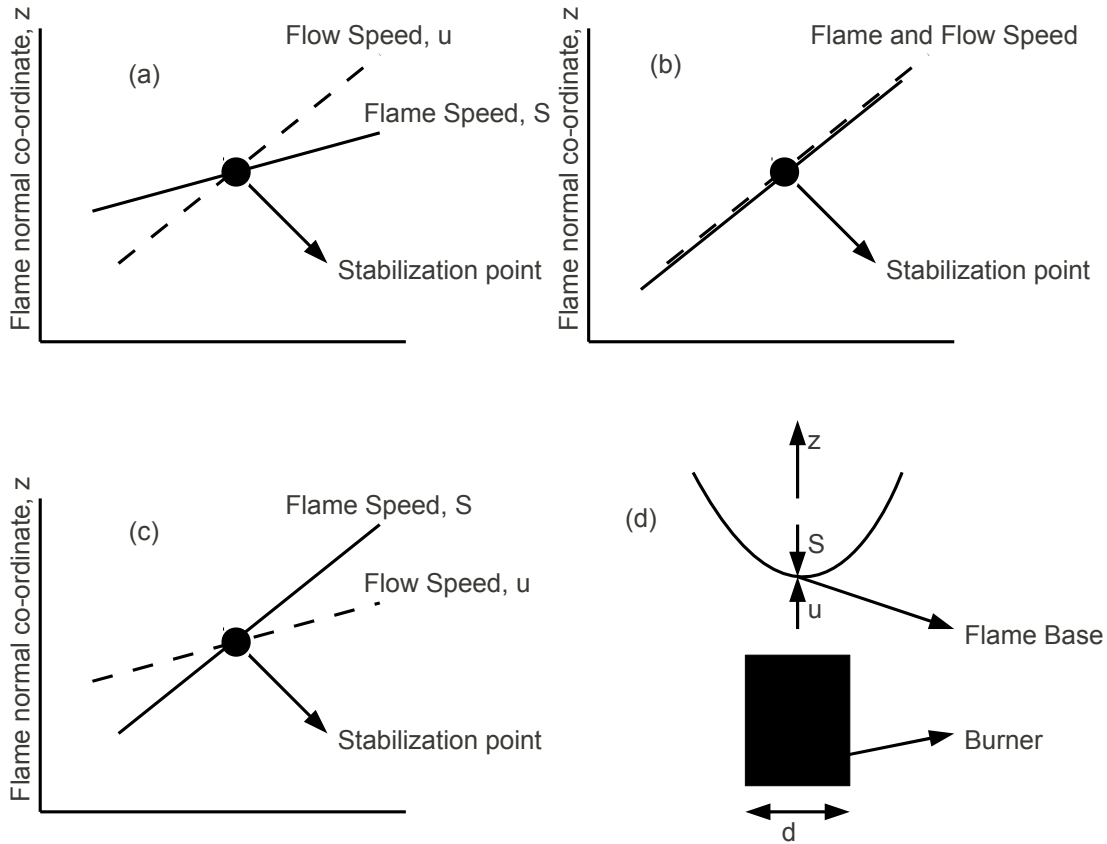 Flame normal co-ordinate, z
(a)
Flow Speed, u
Flame Speed, S
Stabilization point
Flame normal co-ordinate, z
(b)
Flame and Flow Speed
Stabilization point
Flame normal co-ordinate, z
(c)
Flame Speed, S
Flow Speed, u
Stabilization point
(d)
z
S
u
Flame Base
Burner
d